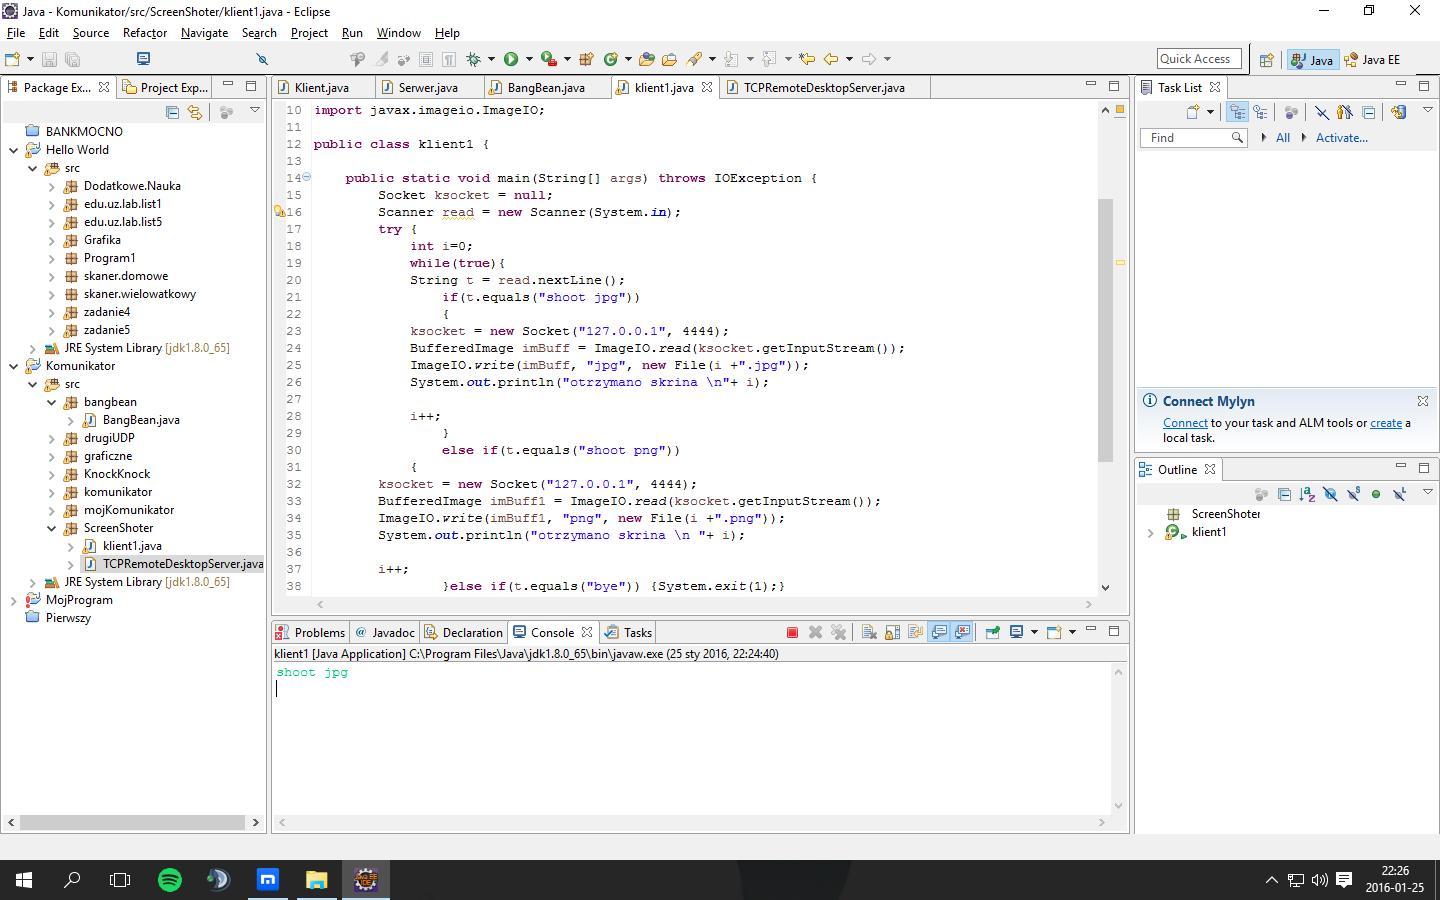 Java - Komunikator/src/ScreenShoter/klient1.java - Eclipse
File Edit Source Refactor Navigate Search Project Run Window Help
Quick Access
Java
Java EE
Package Ex...
Project Exp...
BANKMOCNO
Hello World
src
Dodatkowe.Nauka
edu.uz.lab.list1
edu.uz.lab.list5
Grafika
Program1
skaner.domowe
skaner.wielowatkowy
zadanie4
zadanie5
JRE System Library [jdk1.8.0_65]
Komunikator
src
bangbean
BangBean.java
drugiUDP
graficzne
KnockKnock
komunikator
mojKomunikator
ScreenShoter
klient1.java
TCPRemoteDesktopServer.java
JRE System Library [jdk1.8.0_65]
MojProgram
Pierwszy
Klient.java
Serwer.java
BangBean.java
klient1.java
TCPRemoteDesktopServer.java
10 import javax.imageio.ImageIO;
11
12 public class klient1 {
13
14 public static void main(String[] args) throws IOException {
15 Socket ksocket = null;
16 Scanner read = new Scanner(System.in);
17 try {
18 int i=0;
19 while(true){
20 String t = read.nextLine();
21 if(t.equals("shoot jpg"))
22 {
23 ksocket = new Socket("127.0.0.1", 4444);
24 BufferedImage imBuff = ImageIO.read(ksocket.getInputStream());
25 ImageIO.write(imBuff, "jpg", new File(i +".jpg"));
26 System.out.println("otrzymano skrina \n"+ i);
27
28 i++;
29 }
30 else if(t.equals("shoot png"))
31 {
32 ksocket = new Socket("127.0.0.1", 4444);
33 BufferedImage imBuff1 = ImageIO.read(ksocket.getInputStream());
34 ImageIO.write(imBuff1, "png", new File(i +".png"));
35 System.out.println("otrzymano skrina \n "+ i);
36
37 i++;
38 }else if(t.equals("bye")) {System.exit(1);}
Problems
Javadoc
Declaration
Console
Tasks
klient1 [Java Application] C:\Program Files\Java\jdk1.8.0_65\bin\javaw.exe (25 sty 2016, 22:24:40)
shoot jpg
Task List
Find
All
Activate...
Connect Mylyn
Connect to your task and ALM tools or create a
local task.
Outline
ScreenShoter
klient1
22:26
2016-01-25